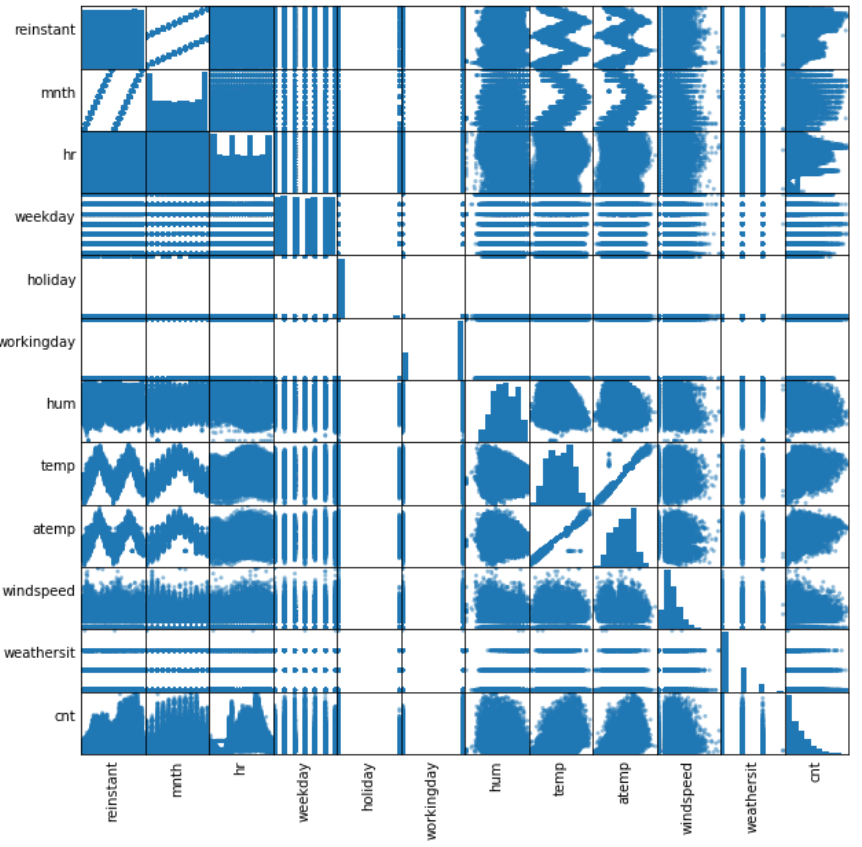 reinstant
mnth
hr
weekday
holiday
workingday
hum
temp
atemp
windspeed
weathersit
cnt
reinstant
mnth
hr
weekday
holiday
workingday
hum
temp
atemp
windspeed
weathersit
cnt